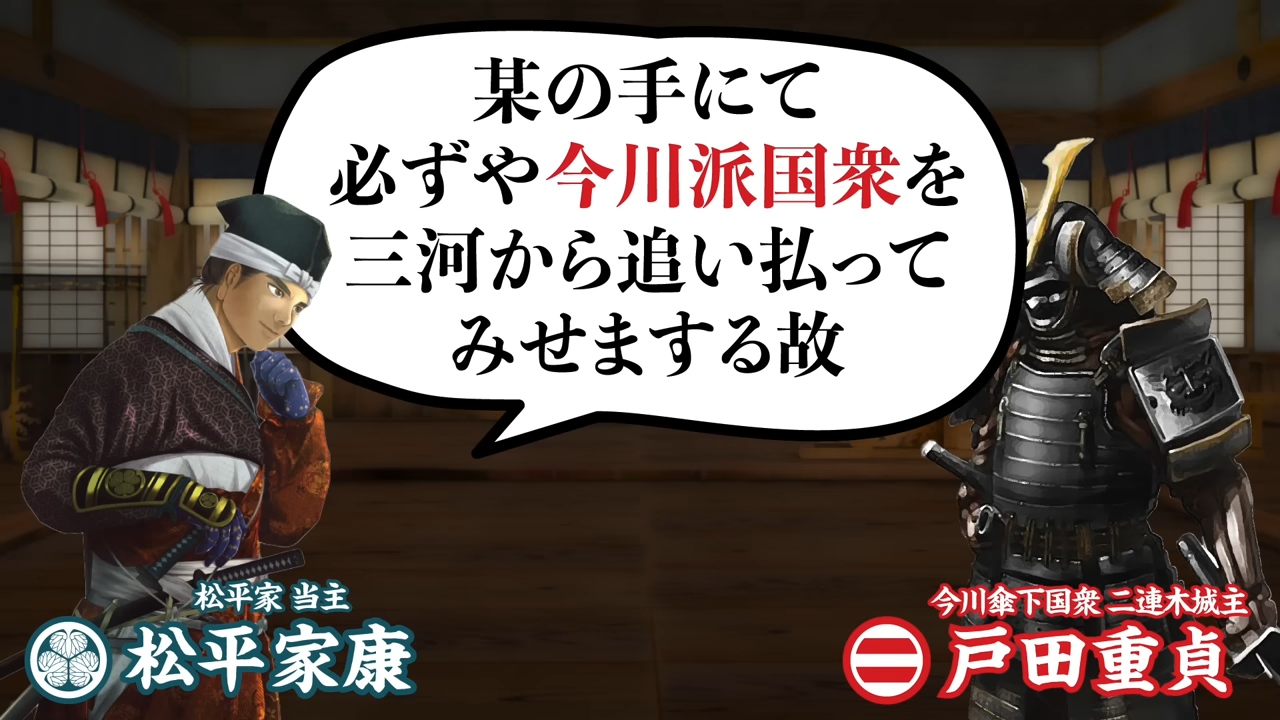 某の手にて
必ずや今川派国衆を
三河から追い払って
みせまする故
松平家 当主
松平家康
今川傘下国衆 二連木城主
戸田重貞